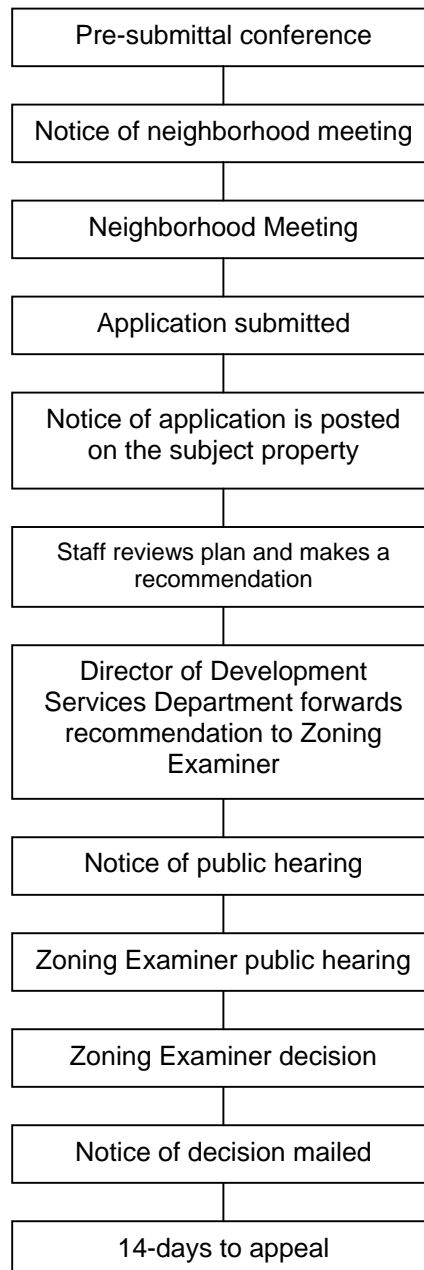 Pre-submittal conference
Notice of neighborhood meeting
Neighborhood Meeting
Application submitted
Notice of application is posted
on the subject property
Staff reviews plan and makes a
recommendation
Director of Development
Services Department forwards
recommendation to Zoning
Examiner
Notice of public hearing
Zoning Examiner public hearing
Zoning Examiner decision
Notice of decision mailed
14-days to appeal